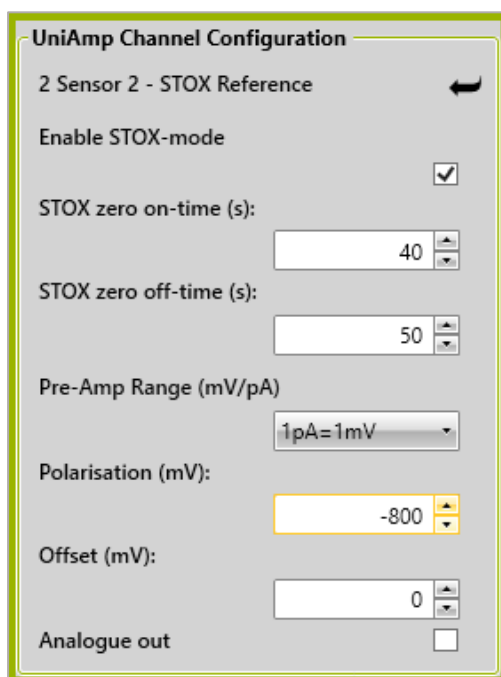 UniAmp Channel Configuration
2 Sensor 2 - STOX Reference
Enable STOX-mode
STOX zero on-time (s):
40
STOX zero off-time (s):
50
Pre-Amp Range (mV/pA)
1pA=1mV
Polarisation (mV):
-800
Offset (mV):
0
Analogue out